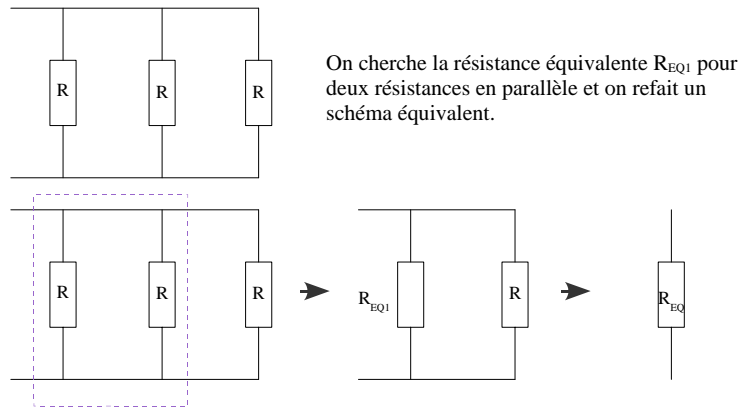 R
R
R
On cherche la résistance équivalente REQ1 pour
deux résistances en parallèle et on refait un
schéma équivalent.
R
R
R
REQ1
R
REQ